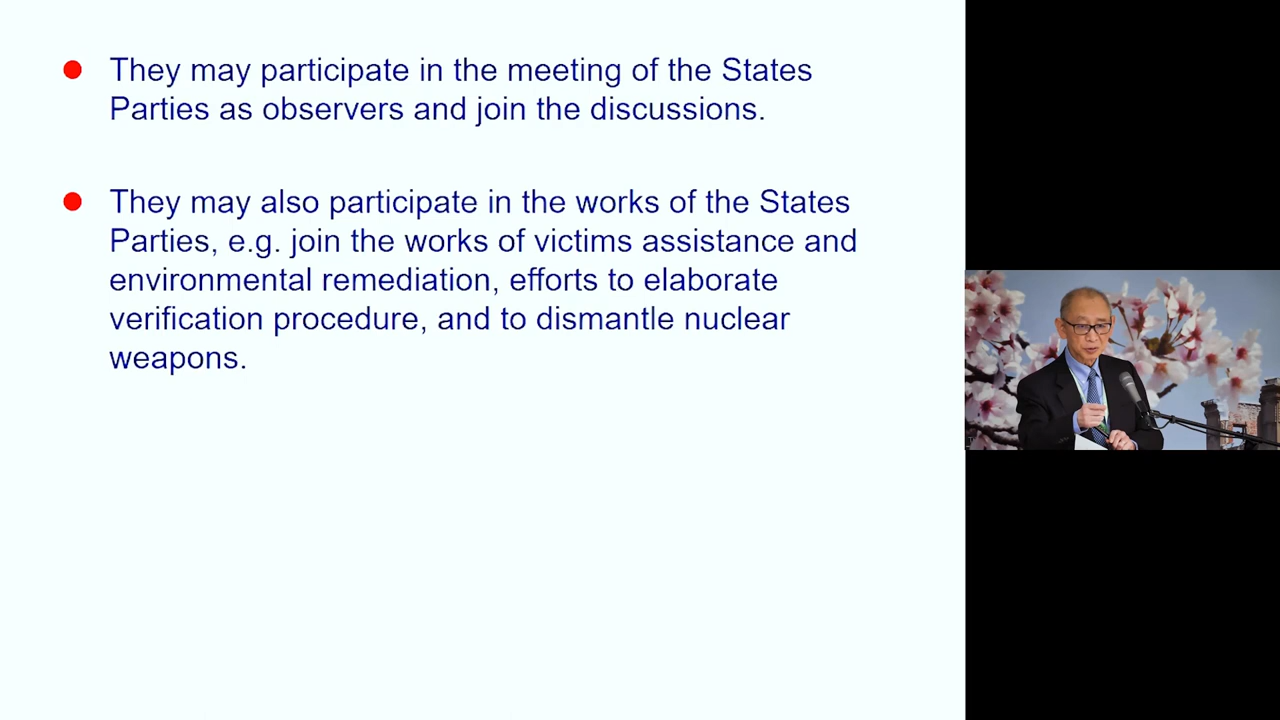 They may participate in the meeting of the States
Parties as observers and join the discussions.
They may also participate in the works of the States
Parties, e.g. join the works of victims assistance and
environmental remediation, efforts to elaborate
verification procedure, and to dismantle nuclear
weapons.